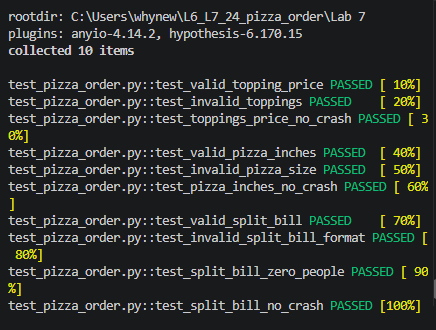 rootdir: C:\Users\whynew\L6_L7_24_pizza_order\Lab 7
plugins: anyio-4.14.2, hypothesis-6.170.15
collected 10 items
test_pizza_order.py::test_valid_topping_price PASSED [ 10%]
test_pizza_order.py::test_invalid_toppings PASSED    [ 20%]
test_pizza_order.py::test_toppings_price_no_crash PASSED [ 3
0%]
test_pizza_order.py::test_valid_pizza_inches PASSED  [ 40%]
test_pizza_order.py::test_invalid_pizza_size PASSED  [ 50%]
test_pizza_order.py::test_pizza_inches_no_crash PASSED [ 60%
]
test_pizza_order.py::test_valid_split_bill PASSED    [ 70%]
test_pizza_order.py::test_invalid_split_bill_format PASSED [
 80%]
test_pizza_order.py::test_split_bill_zero_people PASSED [ 90
%]
test_pizza_order.py::test_split_bill_no_crash PASSED [100%]